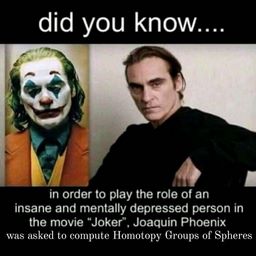 did you know....
in order to play the role of an
insane and mentally depressed person in
the movie "Joker", Joaquin Phoenix
was asked to compute Homotopy Groups of Spheres